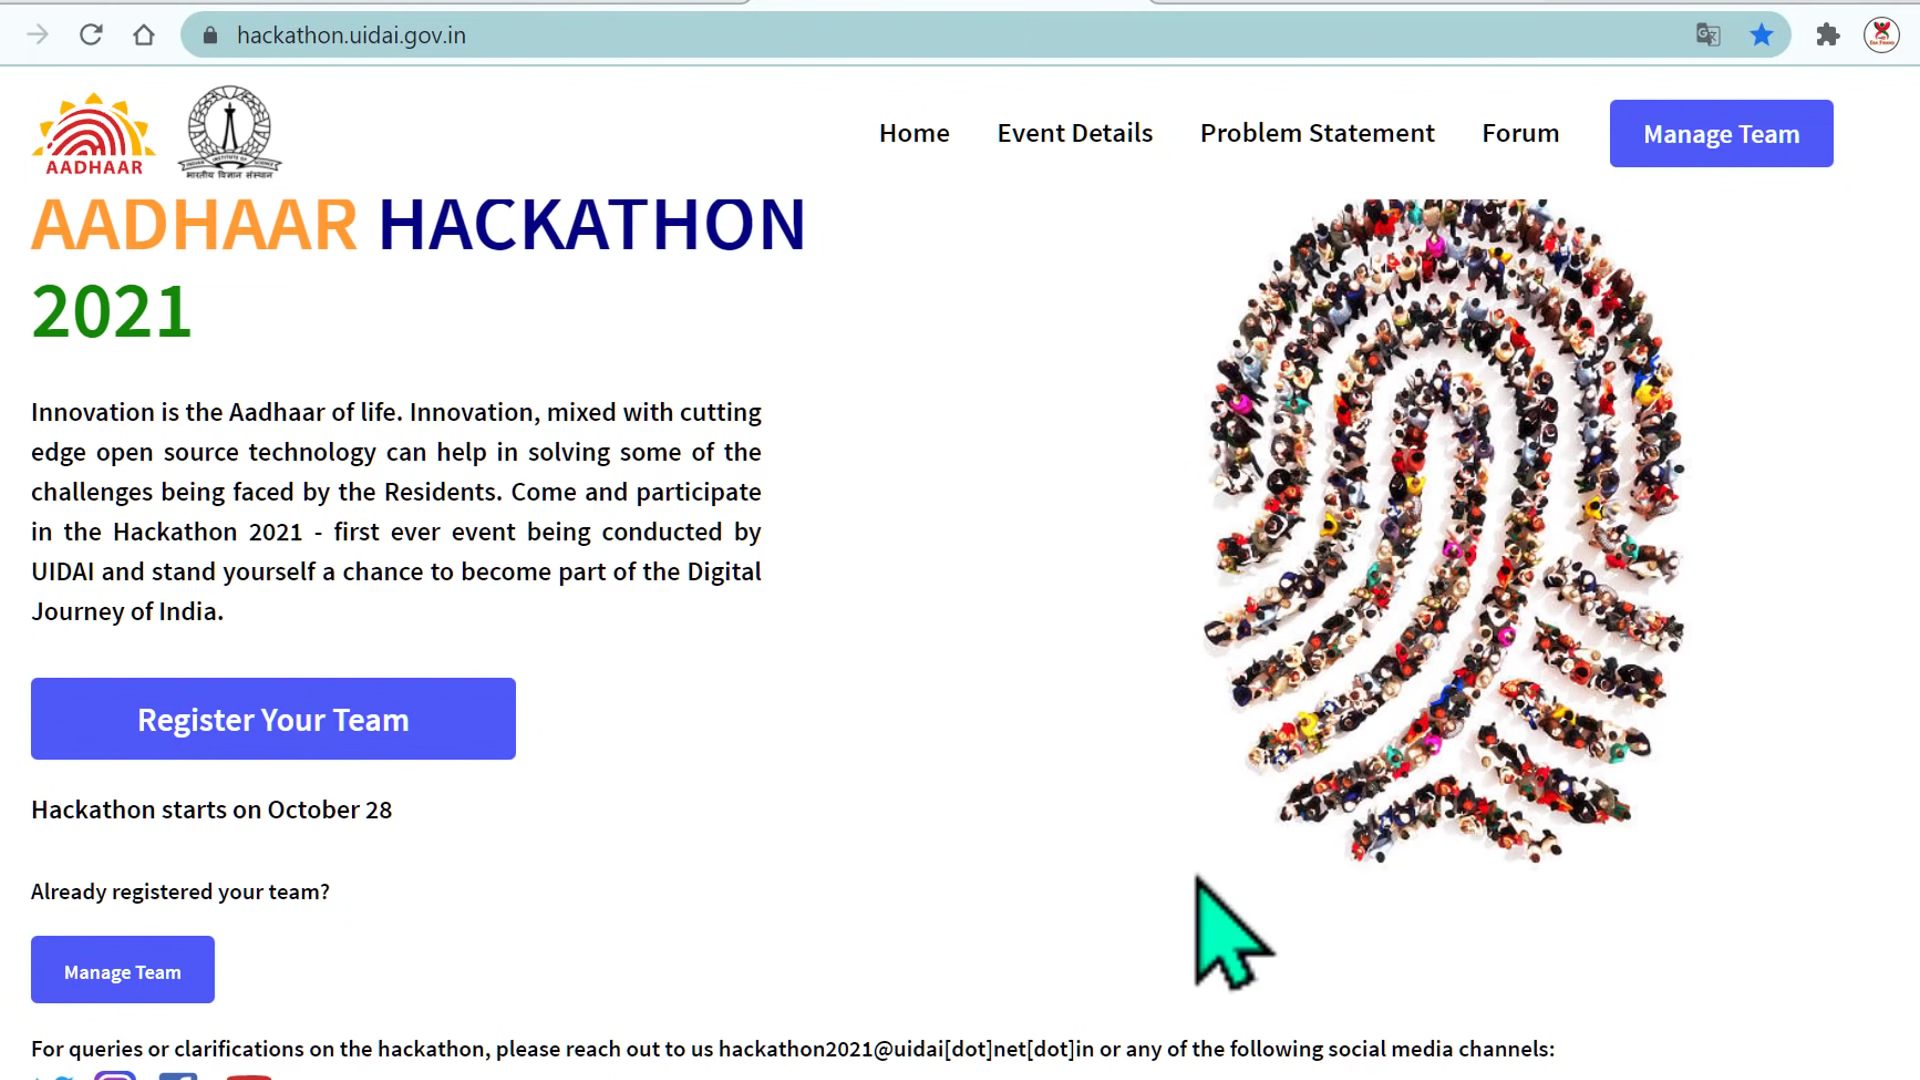 hackathon.uidai.gov.in
AADHAAR
भारतीय विज्ञान संस्थान
Home Event Details Problem Statement Forum Manage Team
AADHAAR HACKATHON
2021
Innovation is the Aadhaar of life. Innovation, mixed with cutting
edge open source technology can help in solving some of the
challenges being faced by the Residents. Come and participate
in the Hackathon 2021 - first ever event being conducted by
UIDAI and stand yourself a chance to become part of the Digital
Journey of India.
Register Your Team
Hackathon starts on October 28
Already registered your team?
Manage Team
For queries or clarifications on the hackathon, please reach out to us hackathon2021@uidai[dot]net[dot]in or any of the following social media channels: